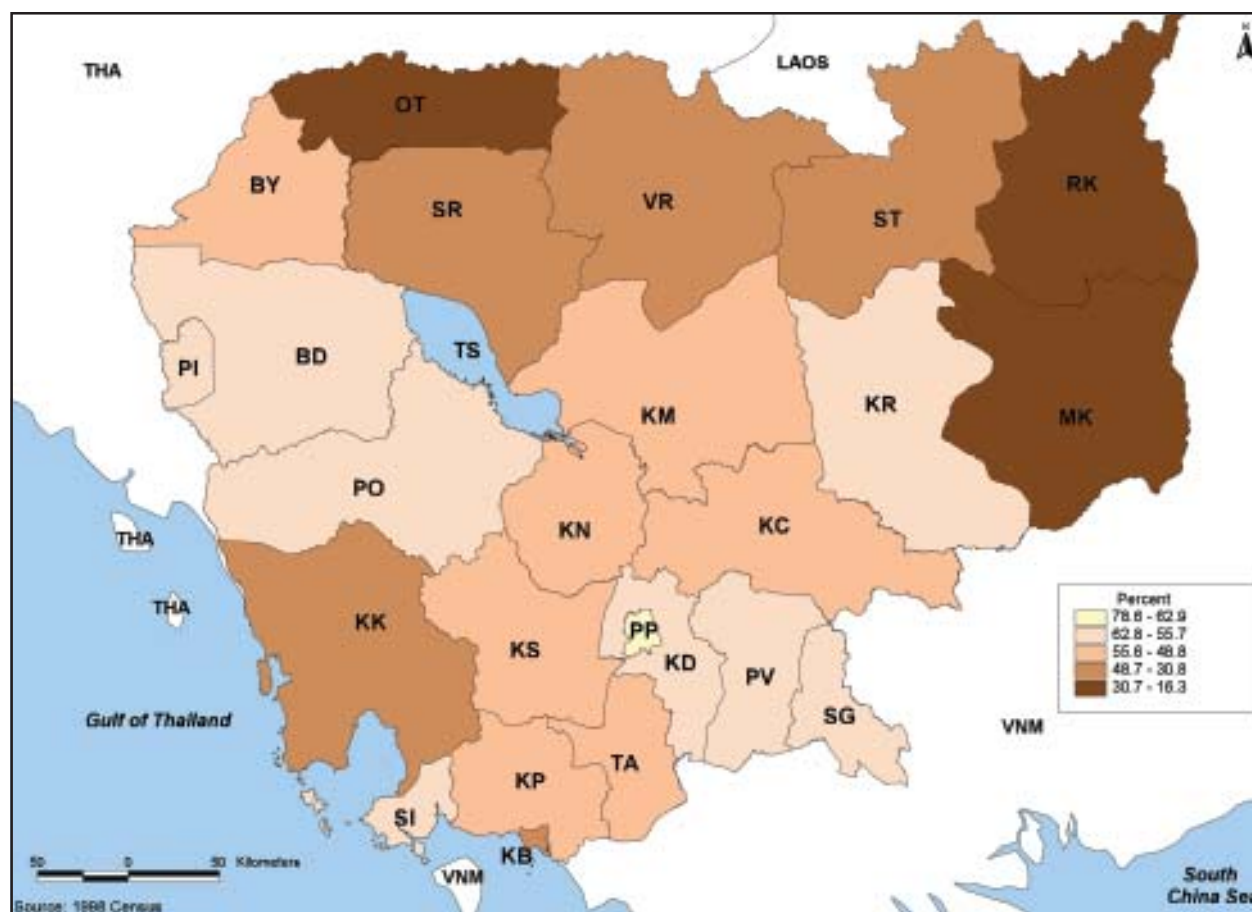 N
THA
LAOS
OT
BY
SR
VR
ST
RK
PI
BD
TS
KM
KR
MK
PO
KN
KC
THA
THA
KK
KS
PP
KD
PV
SG
Percent
78.6 - 62.9
62.8 - 55.7
55.6 - 48.8
48.7 - 30.8
30.7 - 16.3
Gulf of Thailand
VNM
TA
KP
SI
KB
VNM
50 0 50 Kilometers
South
China Sea
Source: 1998 Census